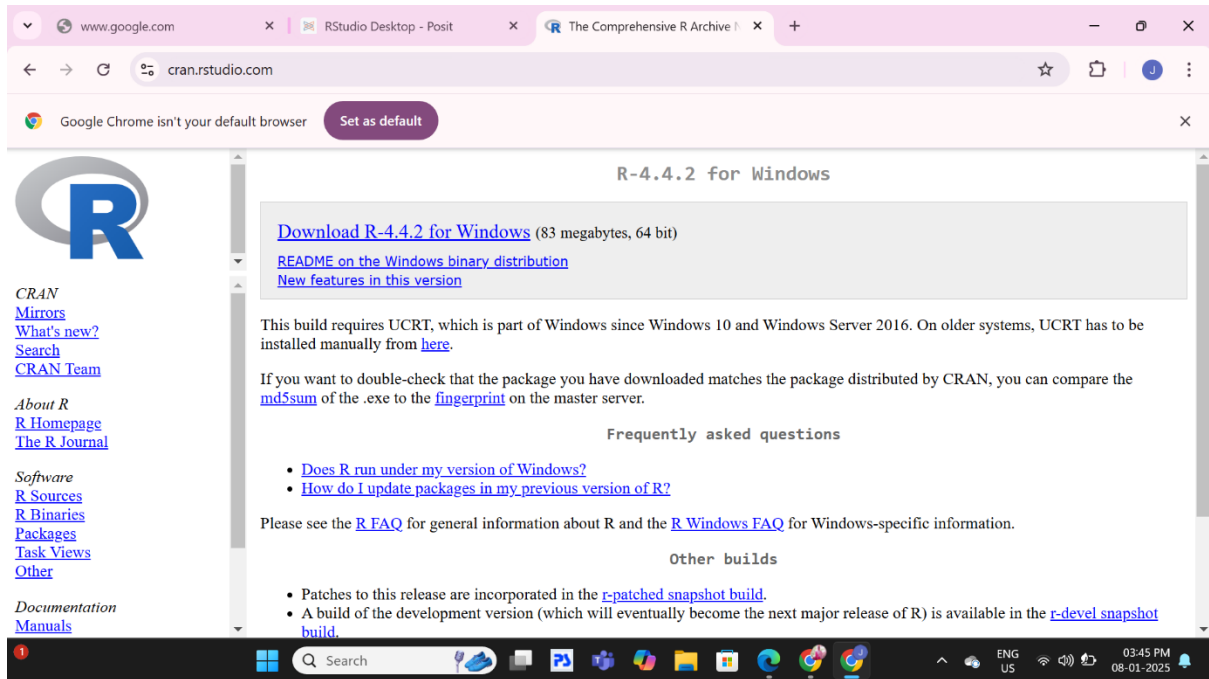 www.google.com
RStudio Desktop - Posit
The Comprehensive R Archive N
cran.rstudio.com
J
Google Chrome isn't your default browser
Set as default
R
CRAN
Mirrors
What's new?
Search
CRAN Team
About R
R Homepage
The R Journal
Software
R Sources
R Binaries
Packages
Task Views
Other
Documentation
Manuals
R-4.4.2 for Windows
Download R-4.4.2 for Windows (83 megabytes, 64 bit)
README on the Windows binary distribution
New features in this version
This build requires UCRT, which is part of Windows since Windows 10 and Windows Server 2016. On older systems, UCRT has to be
installed manually from here.
If you want to double-check that the package you have downloaded matches the package distributed by CRAN, you can compare the
md5sum of the .exe to the fingerprint on the master server.
Frequently asked questions
• Does R run under my version of Windows?
• How do I update packages in my previous version of R?
Please see the R FAQ for general information about R and the R Windows FAQ for Windows-specific information.
Other builds
• Patches to this release are incorporated in the r-patched snapshot build.
• A build of the development version (which will eventually become the next major release of R) is available in the r-devel snapshot
build.
1
Search
ENG
US
03:45 PM
08-01-2025